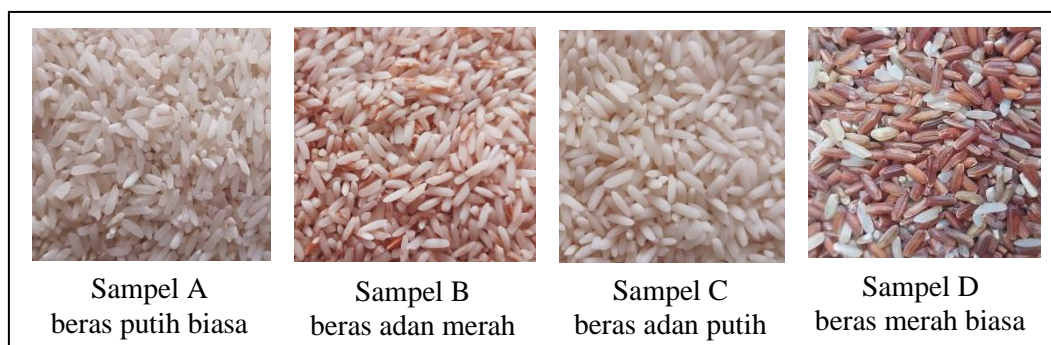 Sampel A
beras putih biasa
Sampel B
beras adan merah
Sampel C
beras adan putih
Sampel D
beras merah biasa